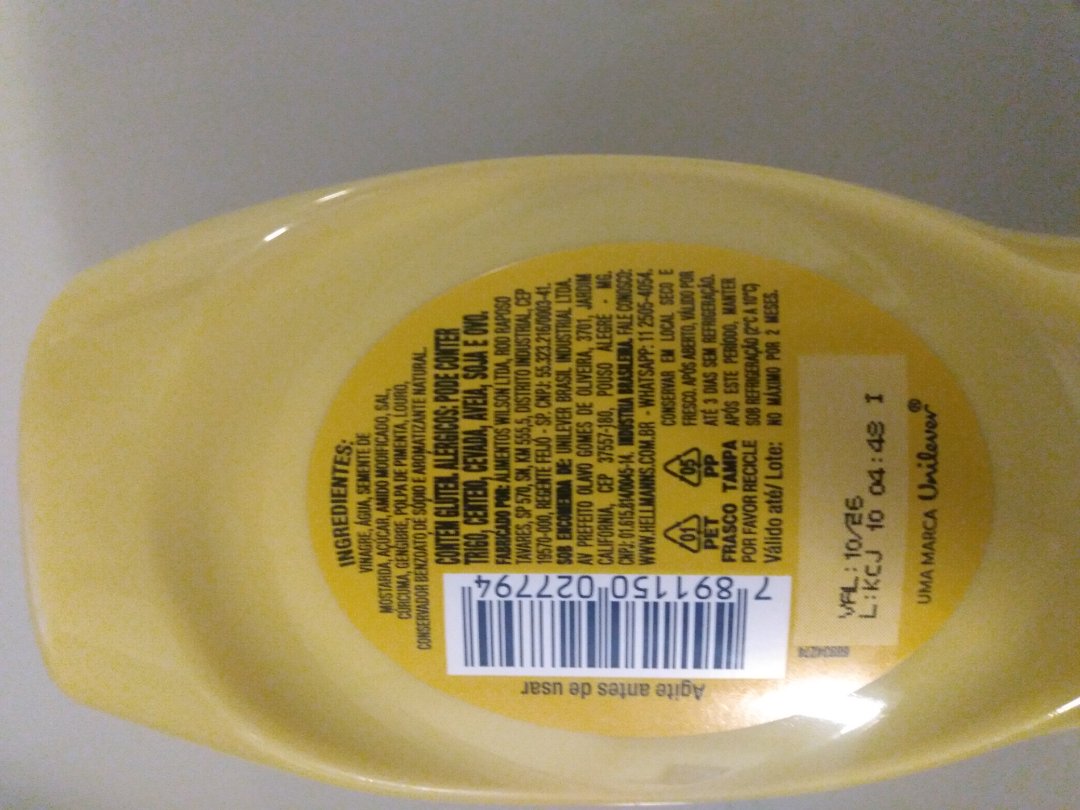 INGREDIENTES:
VINAGRE, ÁGUA, SEMENTE DE
MOSTARDA, AÇÚCAR, AMIDO MODIFICADO, SAL,
CÚRCUMA, GENGIBRE, POLPA DE PIMENTA, LOURO,
CONSERVADOR BENZOATO DE SÓDIO E AROMATIZANTE NATURAL.
CONTÉM GLÚTEN. ALÉRGICOS: PODE CONTER
TRIGO, CENTEIO, CEVADA, AVEIA, SOJA E OVO.
FABRICADO POR: ALIMENTOS WILSON LTDA, ROD RAPOSO
TAVARES, SP 570, SN, KM 555,5, DISTRITO INDUSTRIAL, CEP
19570-000, REGENTE FEIJÓ - SP. CNPJ: 55.323.216/0003-41.
SOB ENCOMENDA DE: UNILEVER BRASIL INDUSTRIAL LTDA.
AV PREFEITO OLAVO GOMES DE OLIVEIRA, 3701, JARDIM
CALIFORNIA, CEP 37557-180, POUSO ALEGRE - MG.
CNPJ: 01.615.814/0045-14. INDÚSTRIA BRASILEIRA. FALE CONOSCO:
WWW.HELLMANNS.COM.BR - WHATSAPP: 11 2505-4054.
01
PET
FRASCO
05
PP
TAMPA
POR FAVOR RECICLE
CONSERVAR EM LOCAL SECO E
FRESCO. APÓS ABERTO, VÁLIDO POR
ATÉ 3 DIAS SEM REFRIGERAÇÃO.
APÓS ESTE PERÍODO, MANTER
SOB REFRIGERAÇÃO (2°C A 10°C)
NO MÁXIMO POR 2 MESES.
Válido até/ Lote:
VAL: 10/26
L:KCJ 10 04:48 I
UMA MARCA Unilever®
7 891150 027794
Agite antes de usar
68934274